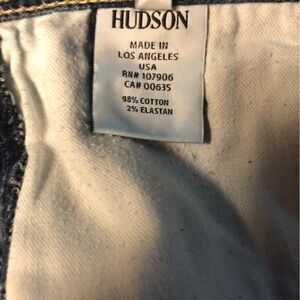 HUDSON
MADE IN
LOS ANGELES
USA
RN# 107906
CA# 00635
98% COTTON
2% ELASTAN